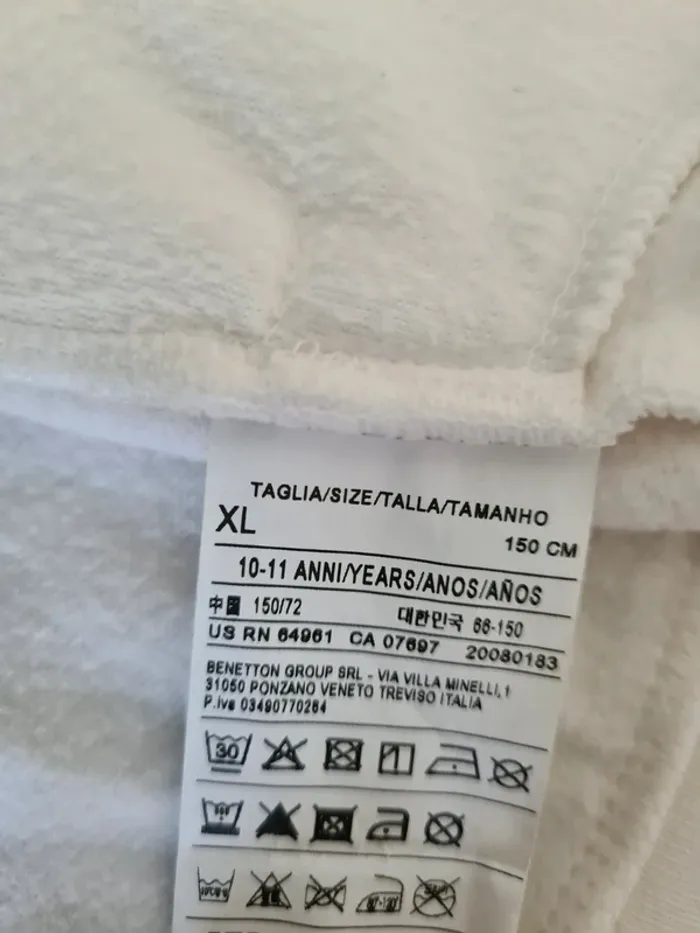 TAGLIA/SIZE/TALLA/TAMANHO
XL
150 CM
10-11 ANNI/YEARS/ANOS/AÑOS
中國 150/72 대한민국 66-150
US RN 64961 CA 07697 20080183
BENETTON GROUP SRL - VIA VILLA MINELLI,1
31050 PONZANO VENETO TREVISO ITALIA
P.iva 03490770264
30